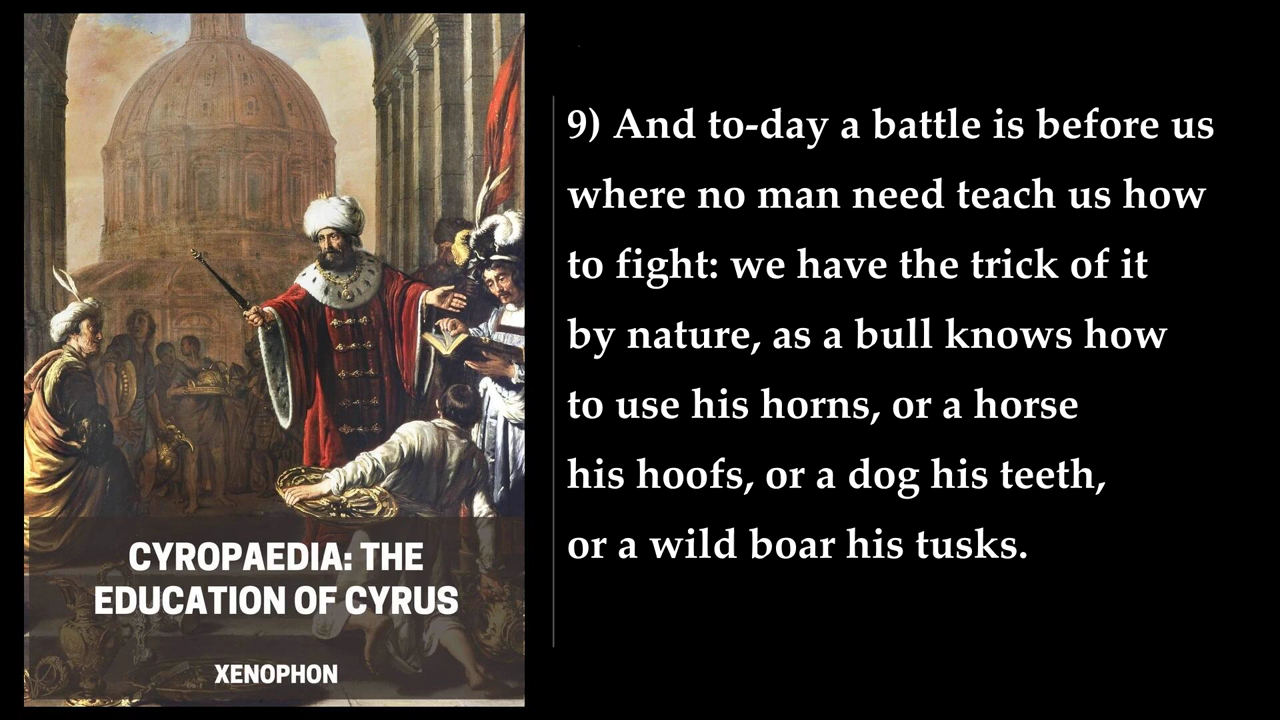 CYROPAEDIA: THE
EDUCATION OF CYRUS
XENOPHON
9) And to-day a battle is before us
where no man need teach us how
to fight: we have the trick of it
by nature, as a bull knows how
to use his horns, or a horse
his hoofs, or a dog his teeth,
or a wild boar his tusks.